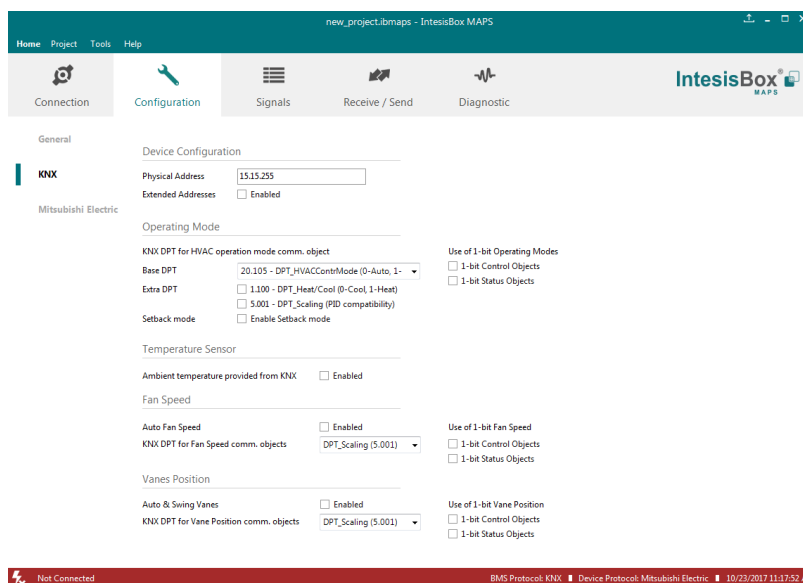 new_project.ibmaps - IntesisBox MAPS
Home Project Tools Help
Connection Configuration Signals Receive / Send Diagnostic
IntesisBox®
MAPS
General
KNX
Mitsubishi Electric
Device Configuration
Physical Address 15.15.255
Extended Addresses Enabled
Operating Mode
KNX DPT for HVAC operation mode comm. object Use of 1-bit Operating Modes
Base DPT 20.105 - DPT_HVACContrMode (0-Auto, 1- 1-bit Control Objects
Extra DPT 1.100 - DPT_Heat/Cool (0-Cool, 1-Heat) 1-bit Status Objects
5.001 - DPT_Scaling (PID compatibility)
Setback mode Enable Setback mode
Temperature Sensor
Ambient temperature provided from KNX Enabled
Fan Speed
Auto Fan Speed Enabled Use of 1-bit Fan Speed
KNX DPT for Fan Speed comm. objects DPT_Scaling (5.001) 1-bit Control Objects
1-bit Status Objects
Vanes Position
Auto & Swing Vanes Enabled Use of 1-bit Vane Position
KNX DPT for Vane Position comm. objects DPT_Scaling (5.001) 1-bit Control Objects
1-bit Status Objects
Not Connected BMS Protocol: KNX Device Protocol: Mitsubishi Electric 10/23/2017 11:17:52